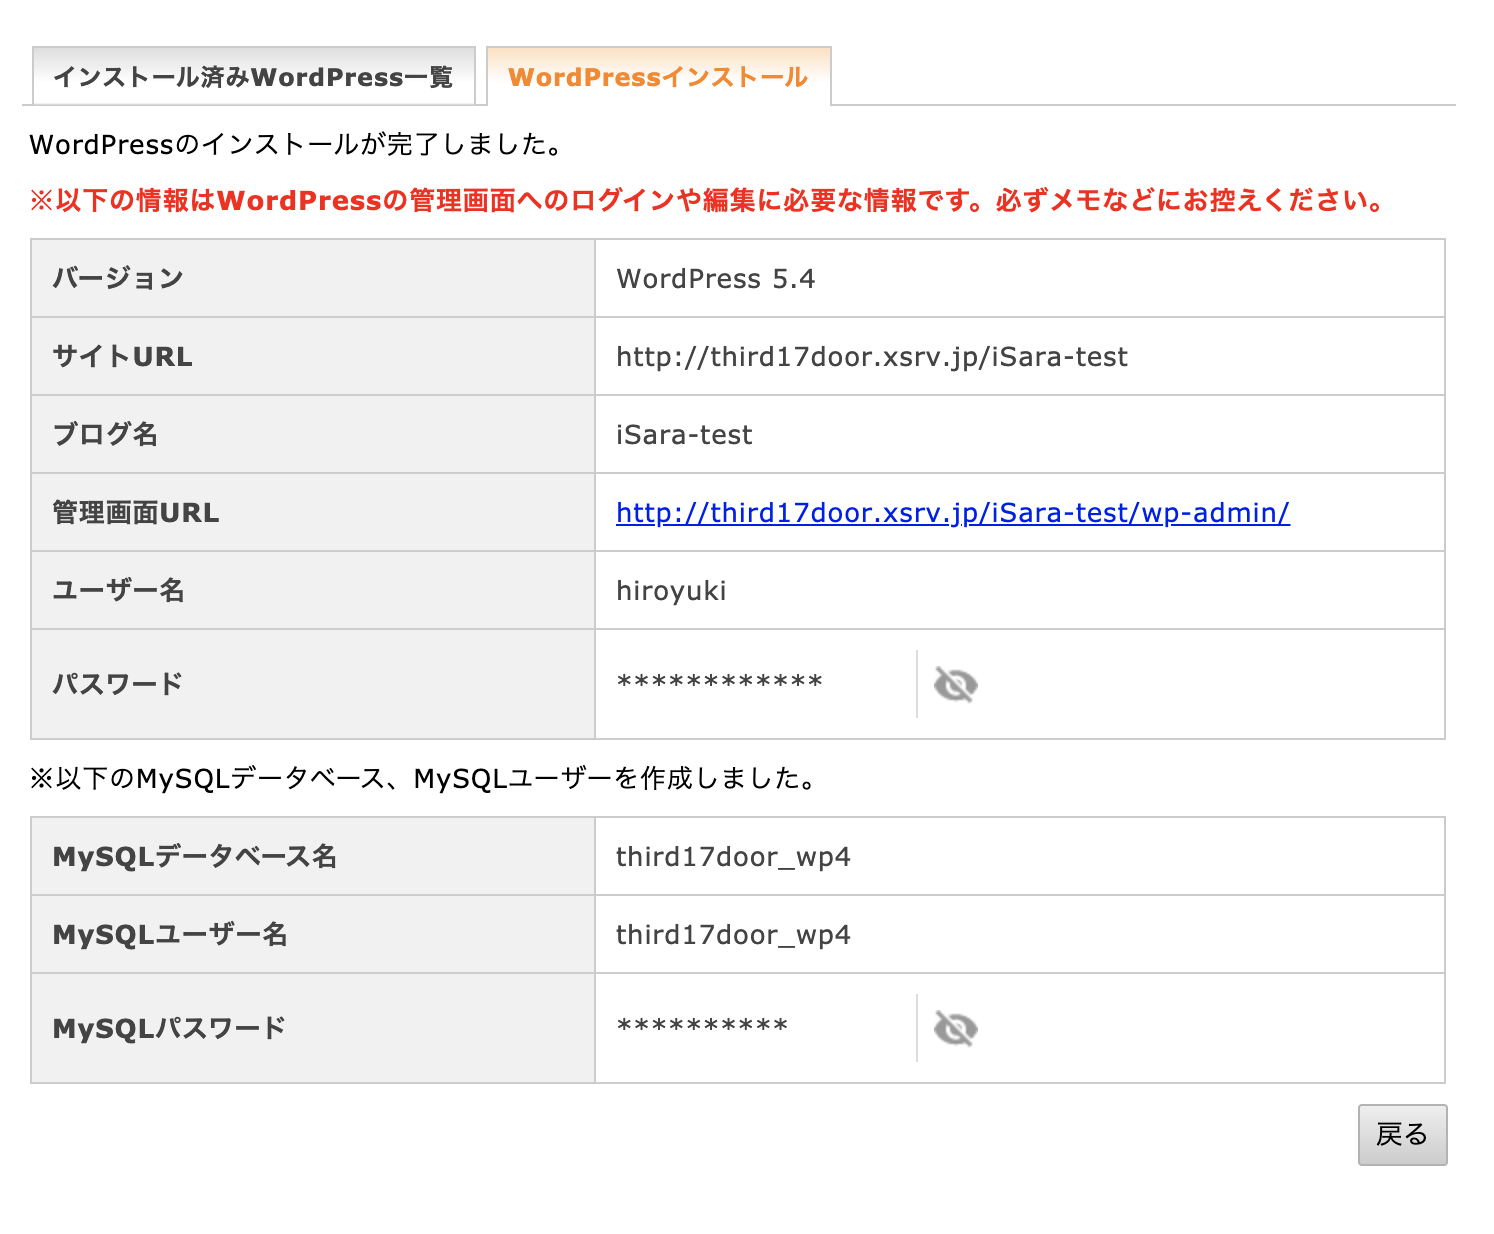 インストール済みWordPress一覧
WordPressインストール
WordPressのインストールが完了しました。
※以下の情報はWordPressの管理画面へのログインや編集に必要な情報です。必ずメモなどにお控えください。
バージョン
WordPress 5.4
サイトURL
http://third17door.xsrv.jp/iSara-test
ブログ名
iSara-test
管理画面URL
http://third17door.xsrv.jp/iSara-test/wp-admin/
ユーザー名
hiroyuki
パスワード
************
※以下のMySQLデータベース、MySQLユーザーを作成しました。
MySQLデータベース名
third17door_wp4
MySQLユーザー名
third17door_wp4
MySQLパスワード
**********
戻る